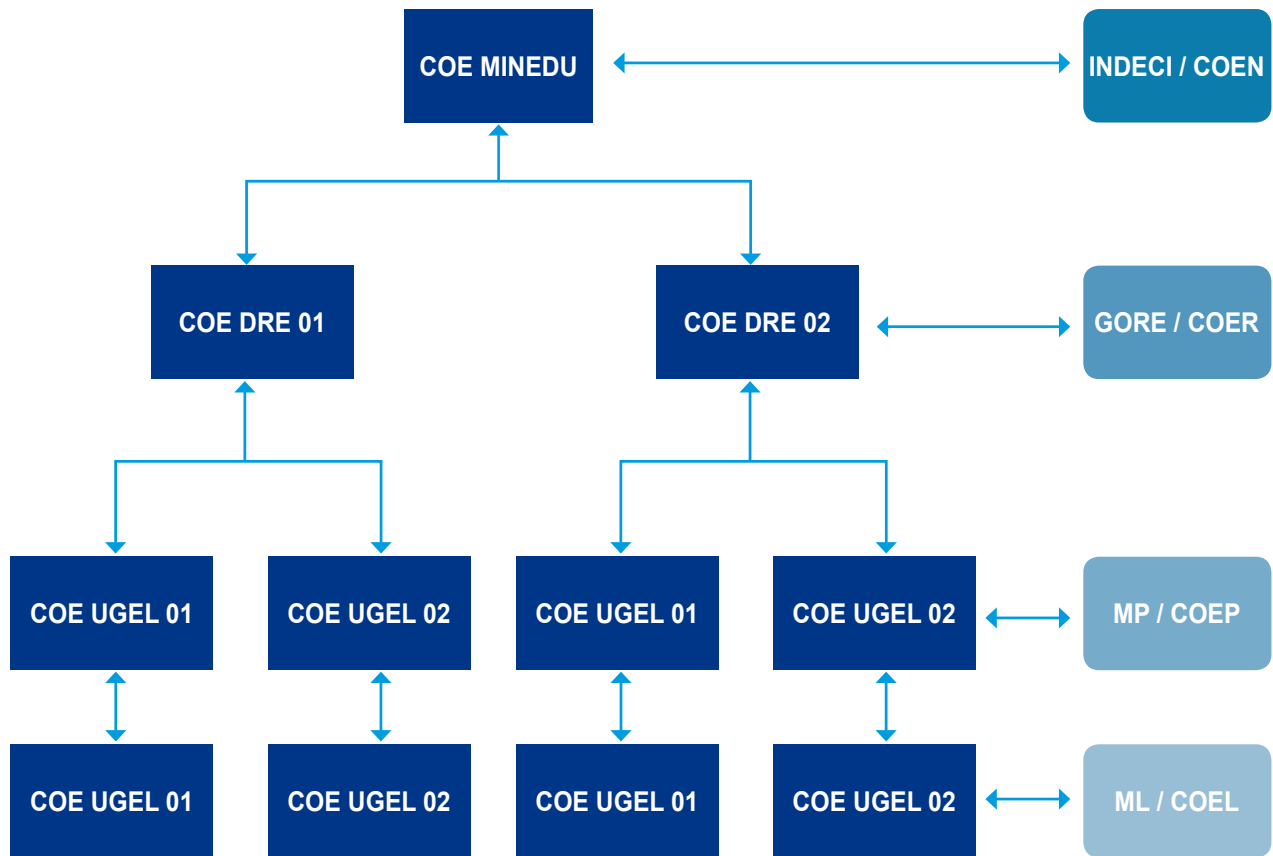 COE MINEDU
INDECI / COEN
COE DRE 01
COE DRE 02
GORE / COER
COE UGEL 01
COE UGEL 02
COE UGEL 01
COE UGEL 02
MP / COEP
COE UGEL 01
COE UGEL 02
COE UGEL 01
COE UGEL 02
ML / COEL